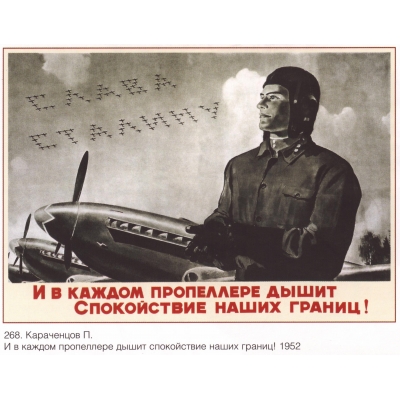 СЛАВА
СТАЛИНУ
И В КАЖДОМ ПРОПЕЛЛЕРЕ ДЫШИТ
СПОКОЙСТВИЕ НАШИХ ГРАНИЦ!
268. Караченцов П.
И в каждом пропеллере дышит спокойствие наших границ! 1952